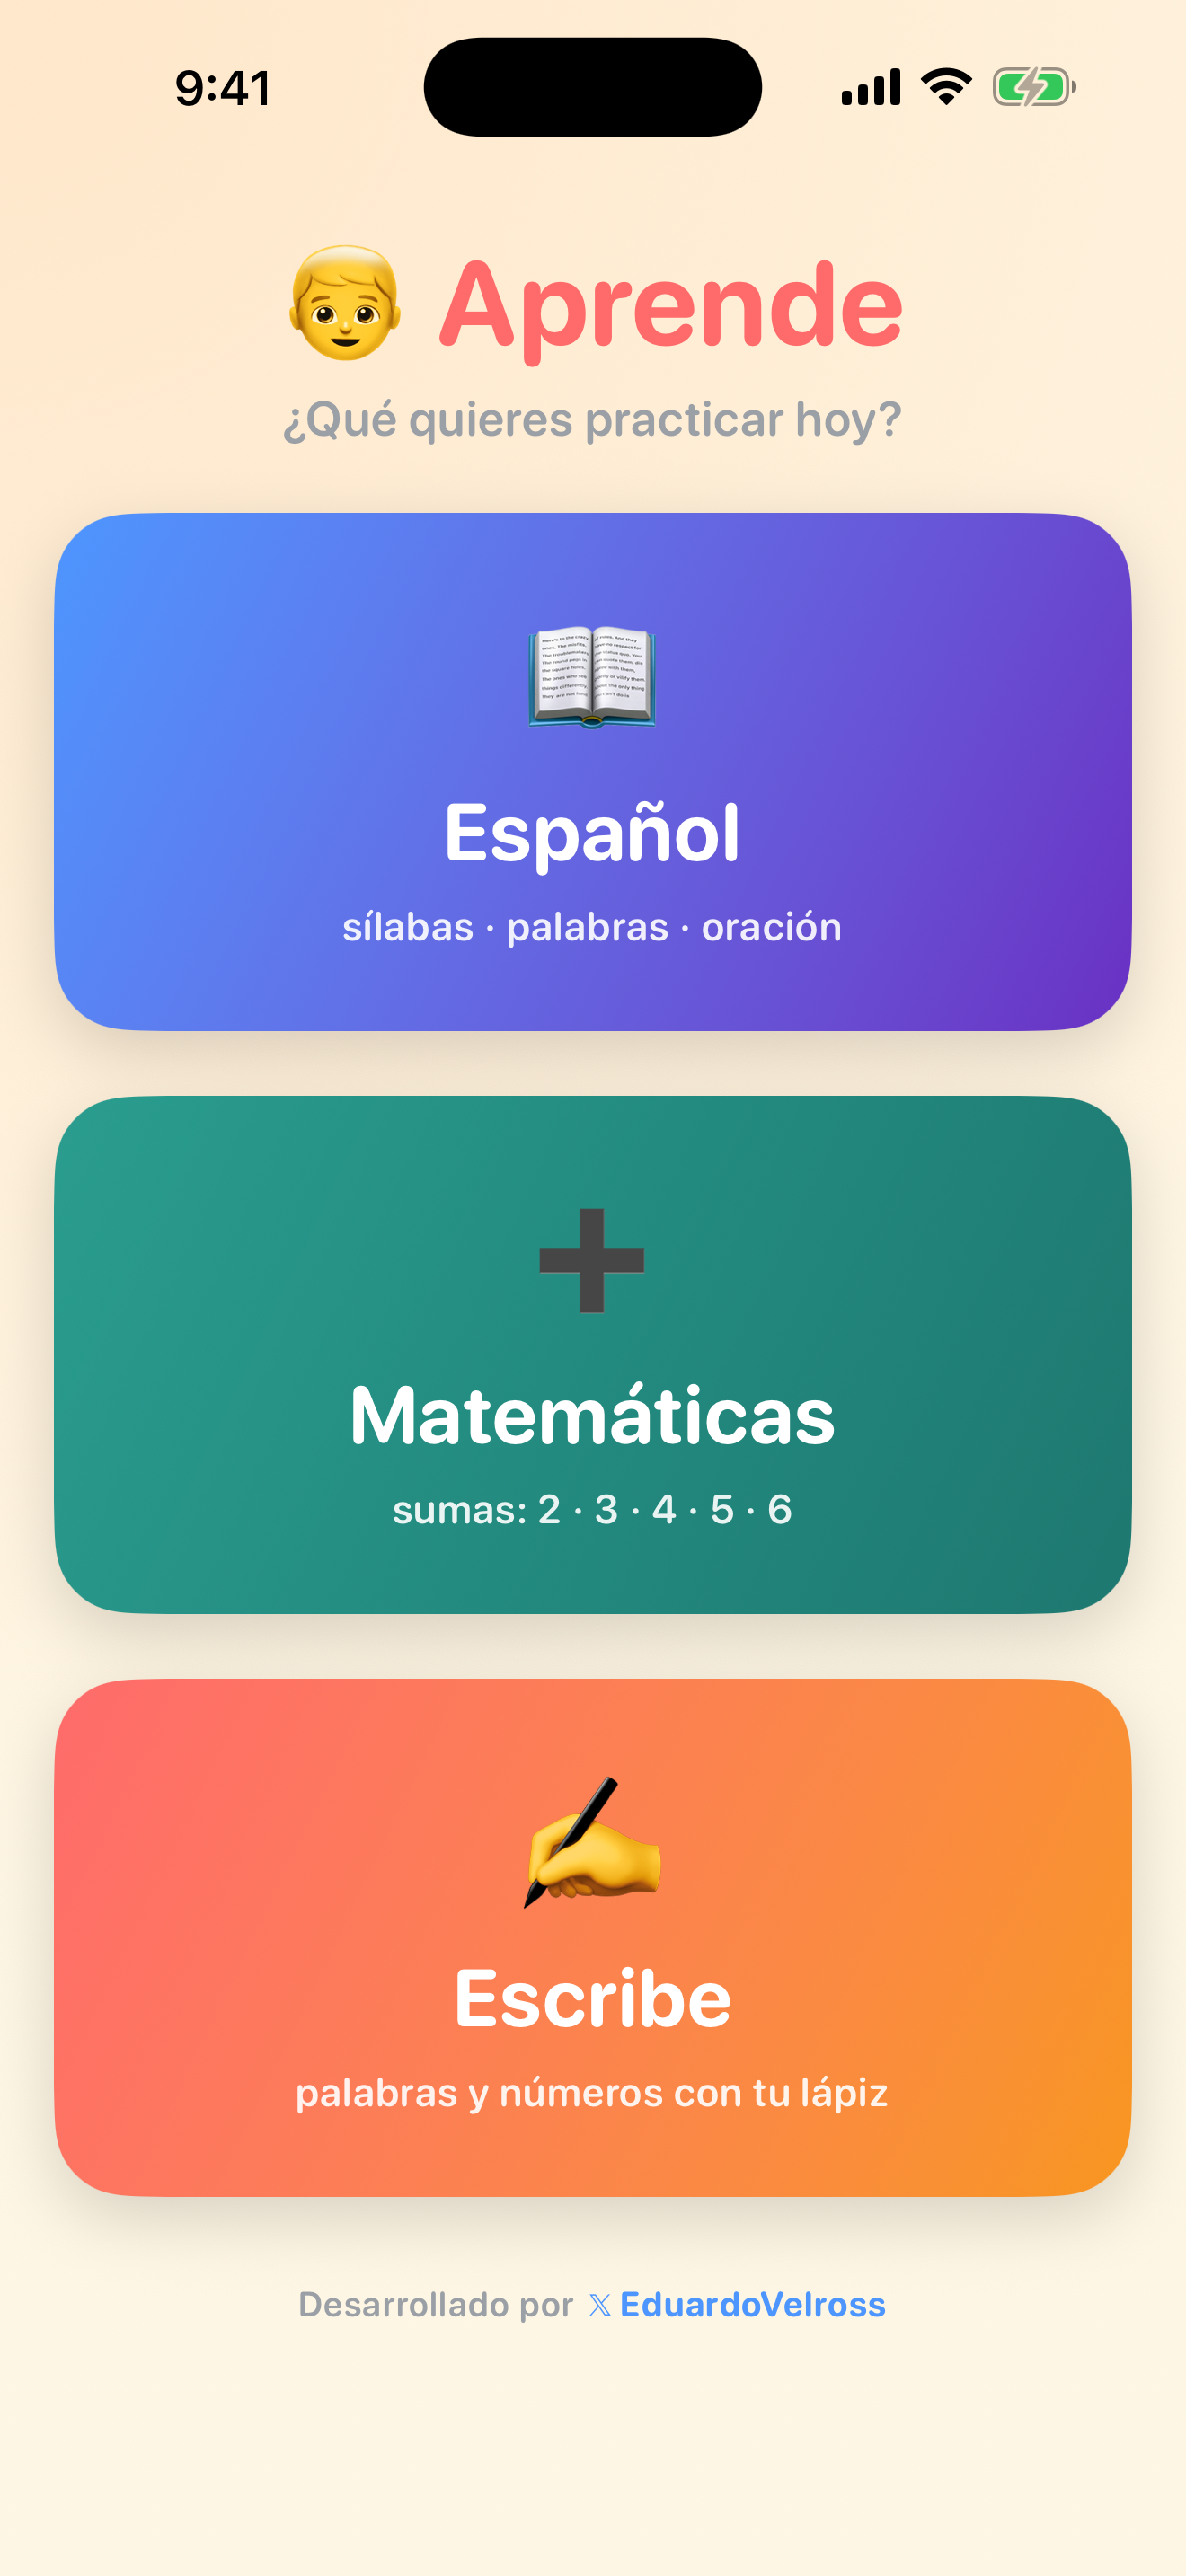 9:41
Aprende
¿Qué quieres practicar hoy?
Español
sílabas · palabras · oración
Matemáticas
sumas: 2 · 3 · 4 · 5 · 6
Escribe
palabras y números con tu lápiz
Desarrollado por 𝕏 EduardoVelross